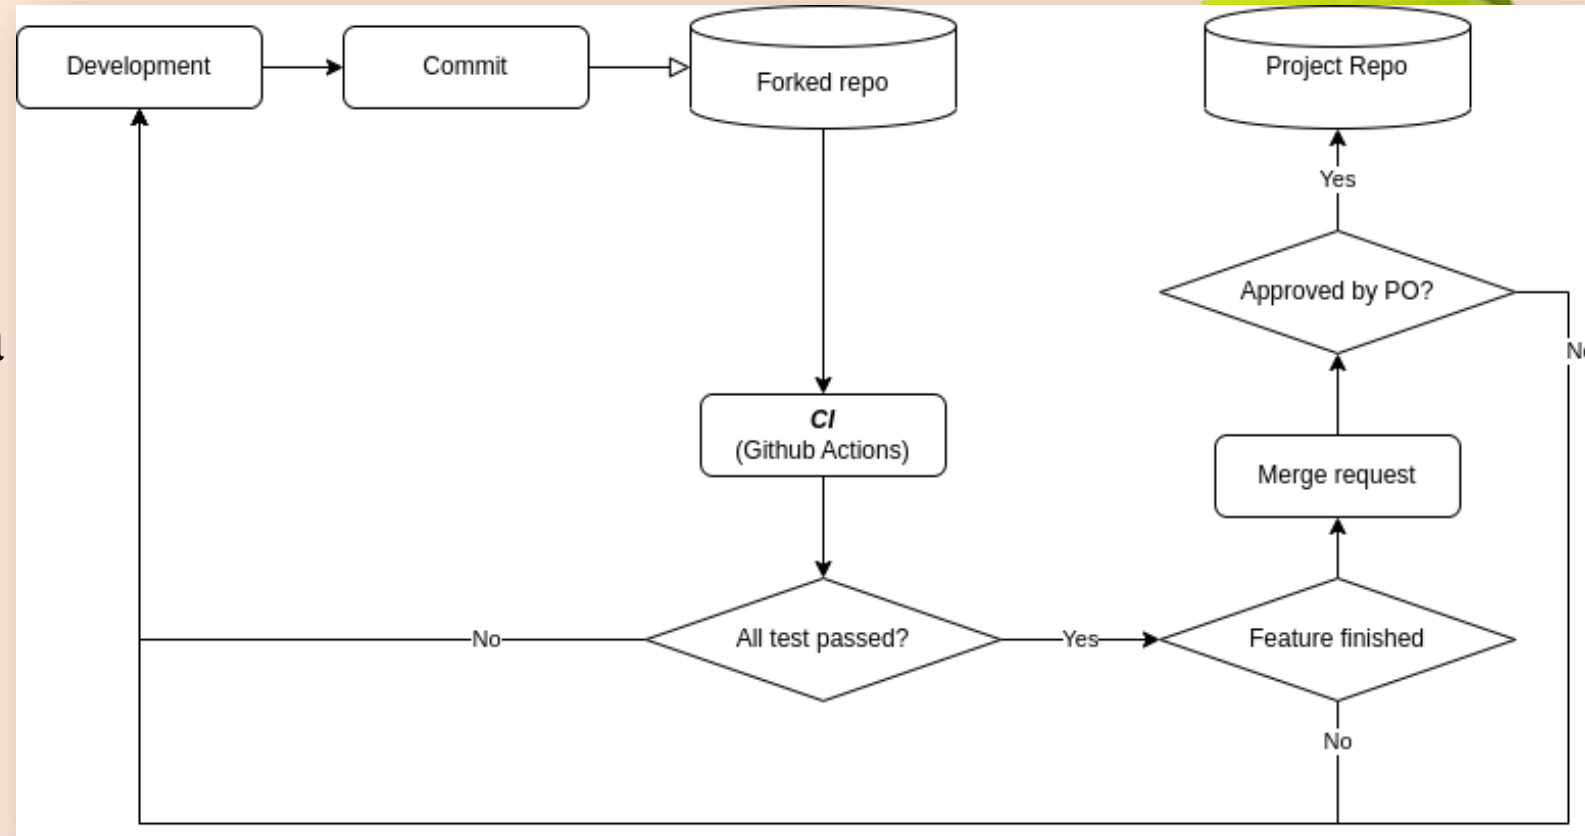 Development
Commit
Forked repo
Project Repo
Yes
Approved by PO?
CI
(Github Actions)
Merge request
No
All test passed?
Yes
Feature finished
No